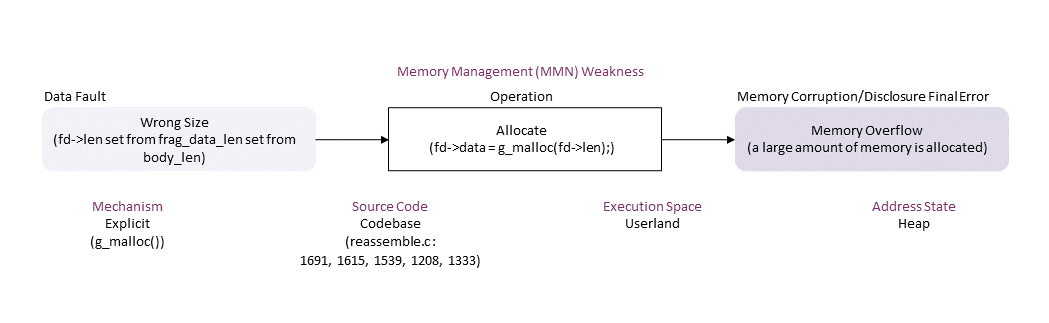 Memory Management (MMN) Weakness
Data Fault
Operation
Memory Corruption/Disclosure Final Error
Wrong Size
(fd->len set from frag_data_len set from
body_len)
Allocate
(fd->data = g_malloc(fd->len);)
Memory Overflow
(a large amount of memory is allocated)
Mechanism
Explicit
(g_malloc())
Source Code
Codebase
(reassemble.c:
1691, 1615, 1539, 1208, 1333)
Execution Space
Userland
Address State
Heap